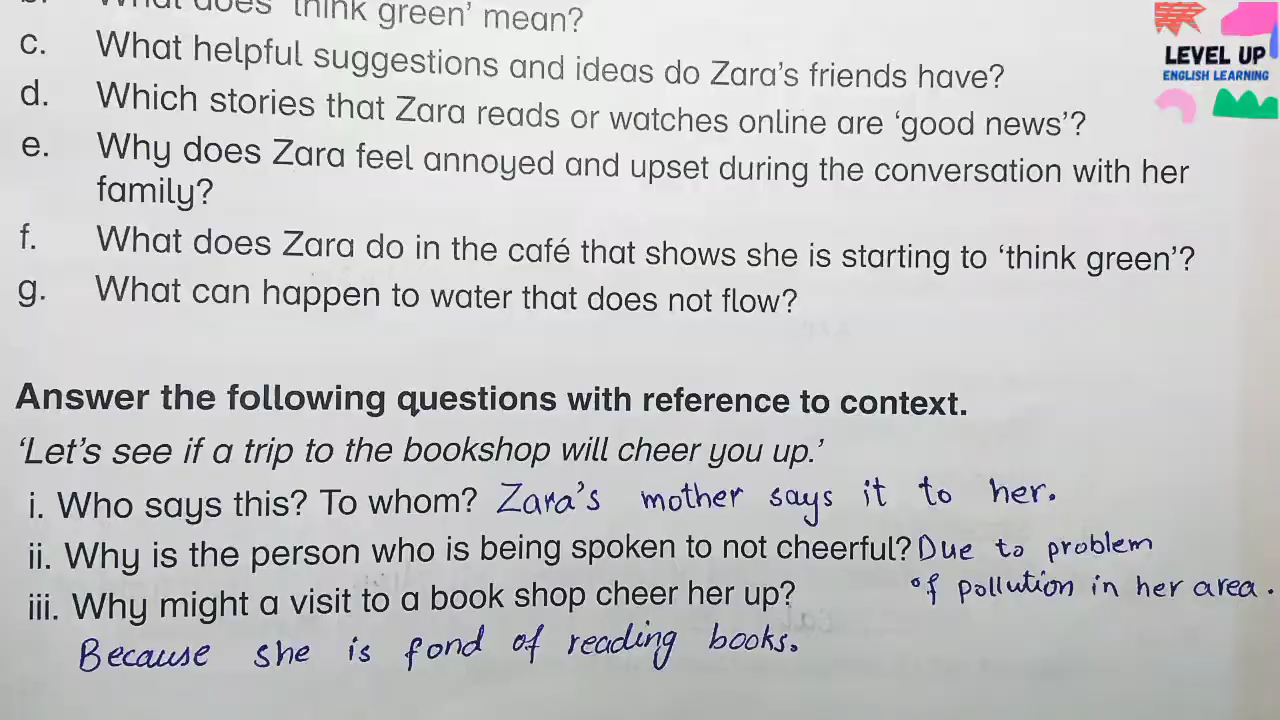 b. What does 'think green' mean?
c. What helpful suggestions and ideas do Zara's friends have?
d. Which stories that Zara reads or watches online are 'good news'?
e. Why does Zara feel annoyed and upset during the conversation with her
family?
f. What does Zara do in the café that shows she is starting to 'think green'?
g. What can happen to water that does not flow?
LEVEL UP
ENGLISH LEARNING
Answer the following questions with reference to context.
'Let's see if a trip to the bookshop will cheer you up.'
i. Who says this? To whom? Zara's mother says it to her.
ii. Why is the person who is being spoken to not cheerful? Due to problem
of pollution in her area.
iii. Why might a visit to a book shop cheer her up?
Because she is fond of reading books.